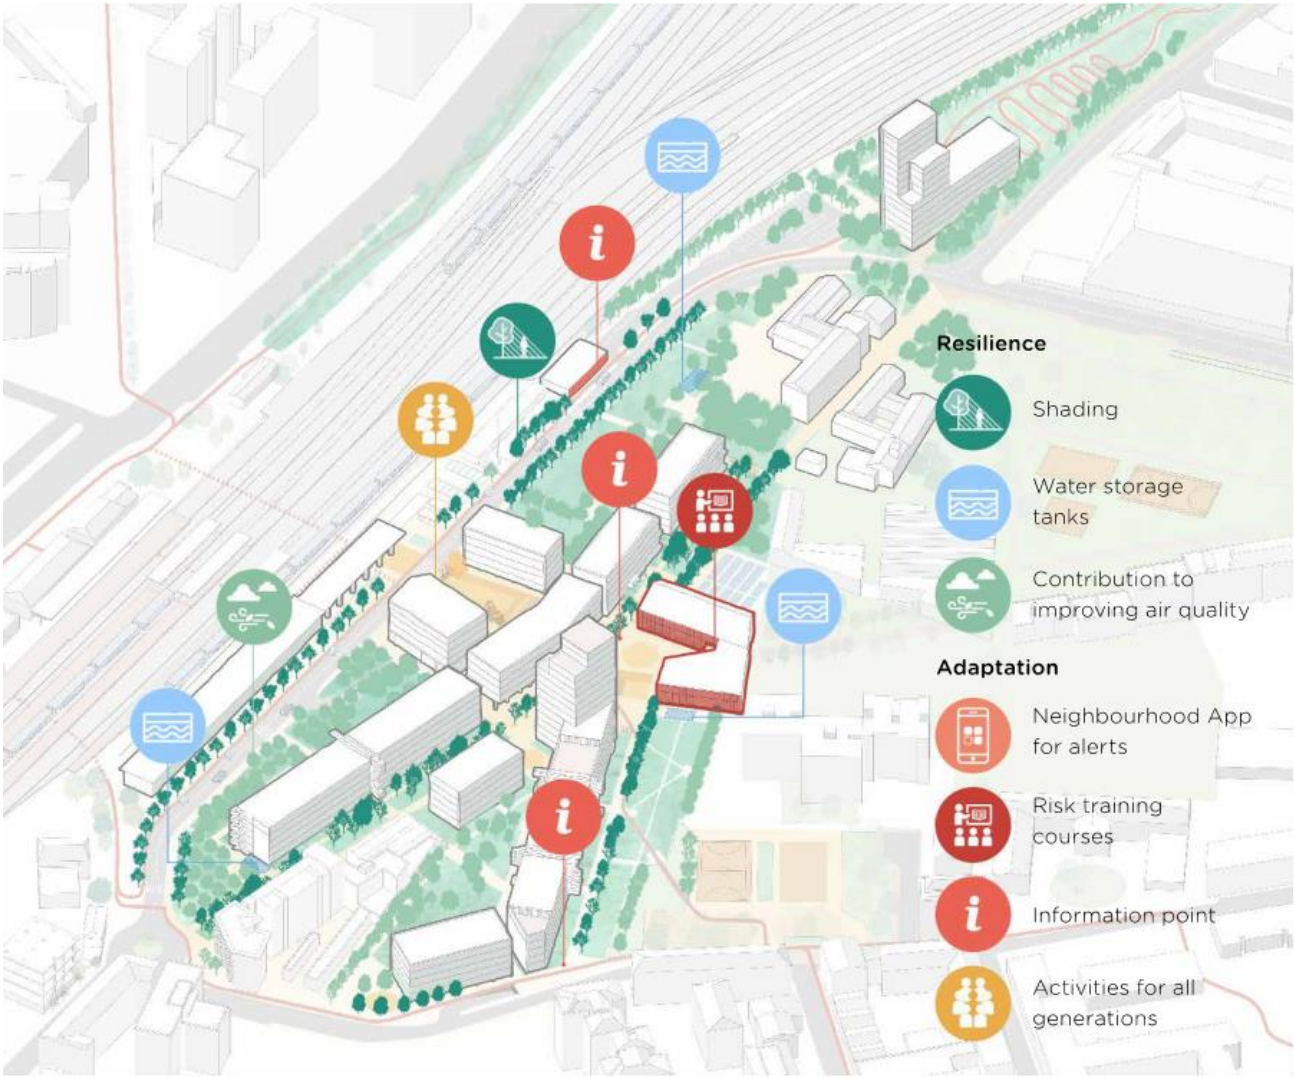 i
i
i
Resilience
Shading
Water storage
tanks
Contribution to
improving air quality
Adaptation
Neighbourhood App
for alerts
Risk training
courses
i
Information point
Activities for all
generations